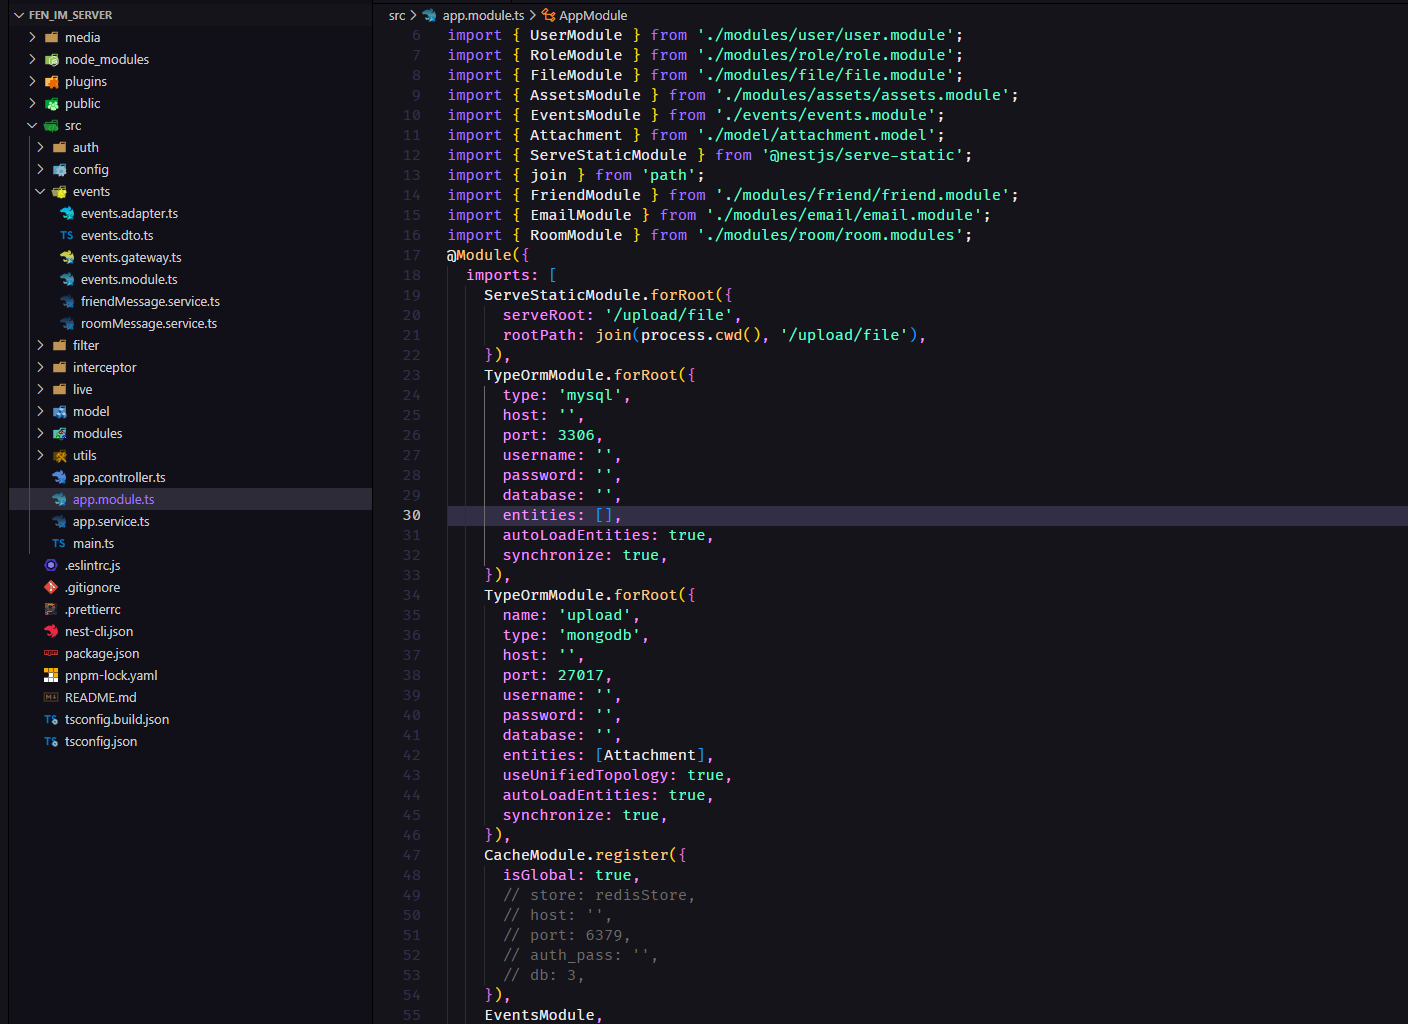 FEN_IM_SERVER
media
node_modules
plugins
public
src
auth
config
events
events.adapter.ts
TS events.dto.ts
events.gateway.ts
events.module.ts
friendMessage.service.ts
roomMessage.service.ts
filter
interceptor
live
model
modules
utils
app.controller.ts
app.module.ts
app.service.ts
TS main.ts
.eslintrc.js
.gitignore
.prettierrc
nest-cli.json
package.json
pnpm-lock.yaml
README.md
TS tsconfig.build.json
TS tsconfig.json
src > app.module.ts > AppModule
6 import { UserModule } from './modules/user/user.module';
7 import { RoleModule } from './modules/role/role.module';
8 import { FileModule } from './modules/file/file.module';
9 import { AssetsModule } from './modules/assets/assets.module';
10 import { EventsModule } from './events/events.module';
11 import { Attachment } from './model/attachment.model';
12 import { ServeStaticModule } from '@nestjs/serve-static';
13 import { join } from 'path';
14 import { FriendModule } from './modules/friend/friend.module';
15 import { EmailModule } from './modules/email/email.module';
16 import { RoomModule } from './modules/room/room.modules';
17 @Module({
18 imports: [
19 ServeStaticModule.forRoot({
20 serveRoot: '/upload/file',
21 rootPath: join(process.cwd(), '/upload/file'),
22 }),
23 TypeOrmModule.forRoot({
24 type: 'mysql',
25 host: '',
26 port: 3306,
27 username: '',
28 password: '',
29 database: '',
30 entities: [],
31 autoLoadEntities: true,
32 synchronize: true,
33 }),
34 TypeOrmModule.forRoot({
35 name: 'upload',
36 type: 'mongodb',
37 host: '',
38 port: 27017,
39 username: '',
40 password: '',
41 database: '',
42 entities: [Attachment],
43 useUnifiedTopology: true,
44 autoLoadEntities: true,
45 synchronize: true,
46 }),
47 CacheModule.register({
48 isGlobal: true,
49 // store: redisStore,
50 // host: '',
51 // port: 6379,
52 // auth_pass: '',
53 // db: 3,
54 }),
55 EventsModule,